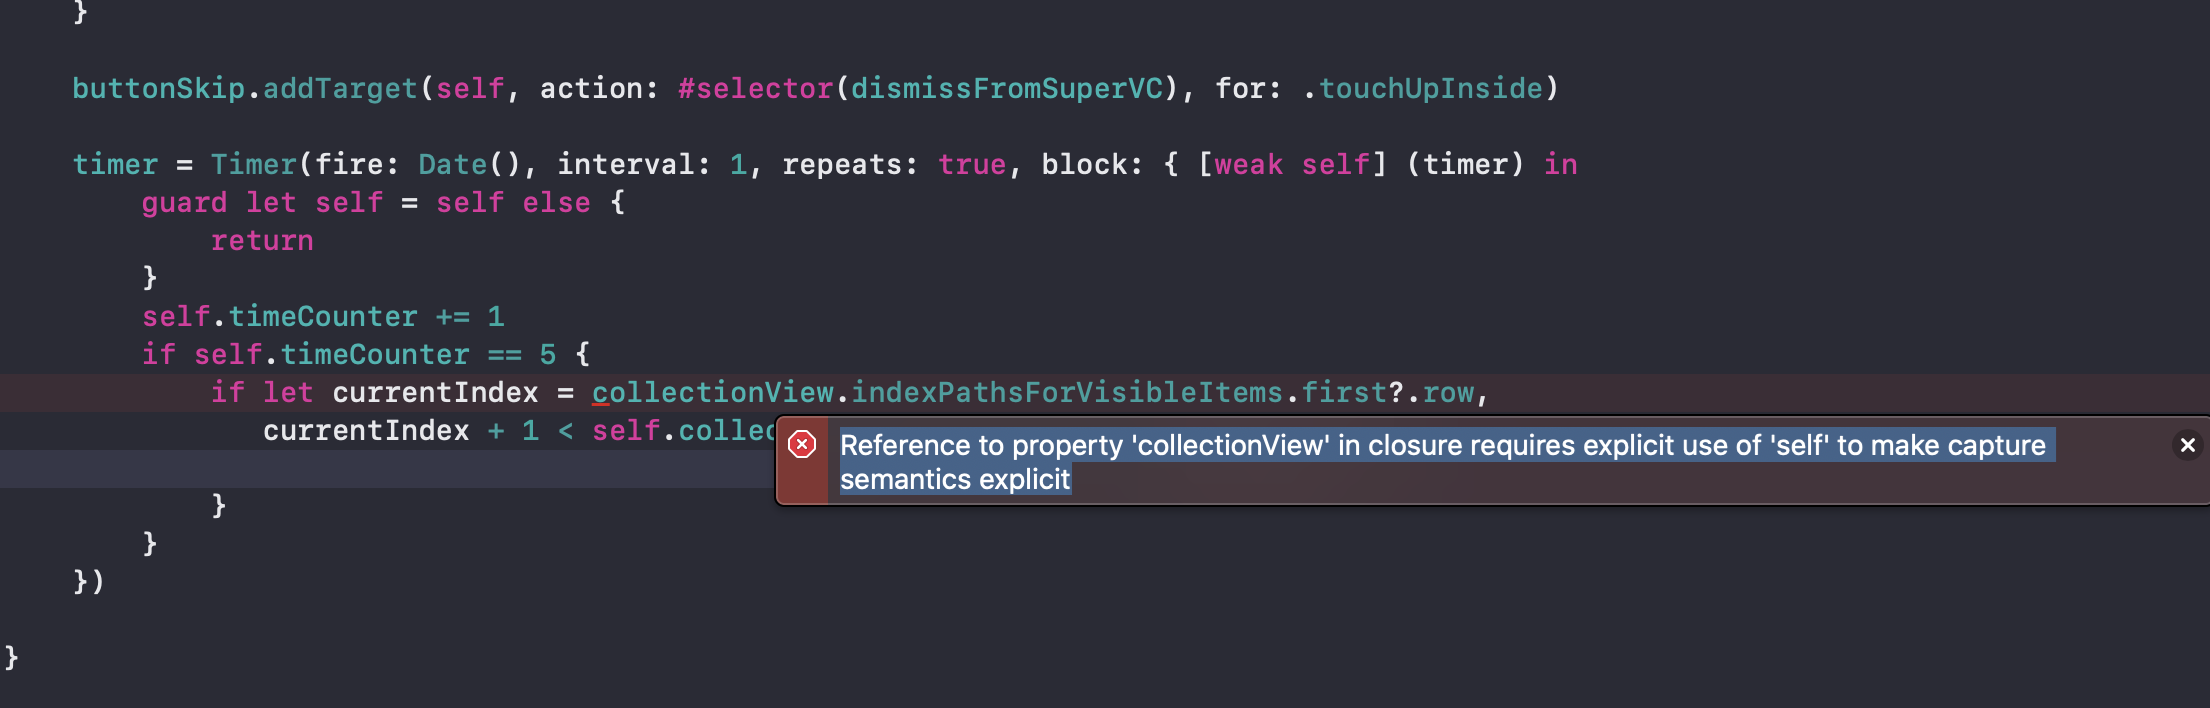 }
buttonSkip.addTarget(self, action: #selector(dismissFromSuperVC), for: .touchUpInside)
timer = Timer(fire: Date(), interval: 1, repeats: true, block: { [weak self] (timer) in
guard let self = self else {
return
}
self.timeCounter += 1
if self.timeCounter == 5 {
if let currentIndex = collectionView.indexPathsForVisibleItems.first?.row,
currentIndex + 1 < self.collec
Reference to property 'collectionView' in closure requires explicit use of 'self' to make capture
semantics explicit
}
}
})
}